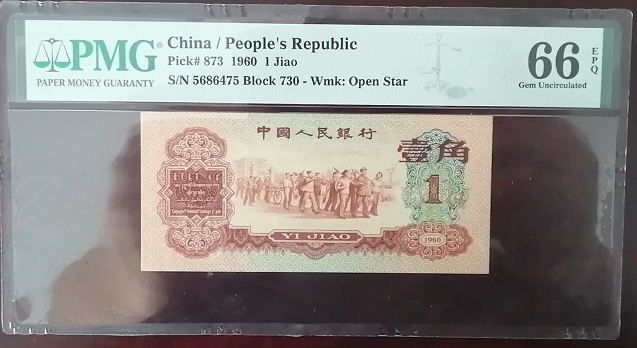 PMG
PAPER MONEY GUARANTY
China / People's Republic
Pick# 873 1960 1 Jiao
S/N 5686475 Block 730 - Wmk: Open Star
66
EPQ
Gem Uncirculated
中國人民銀行
壹角
1
YI JIAO
1960